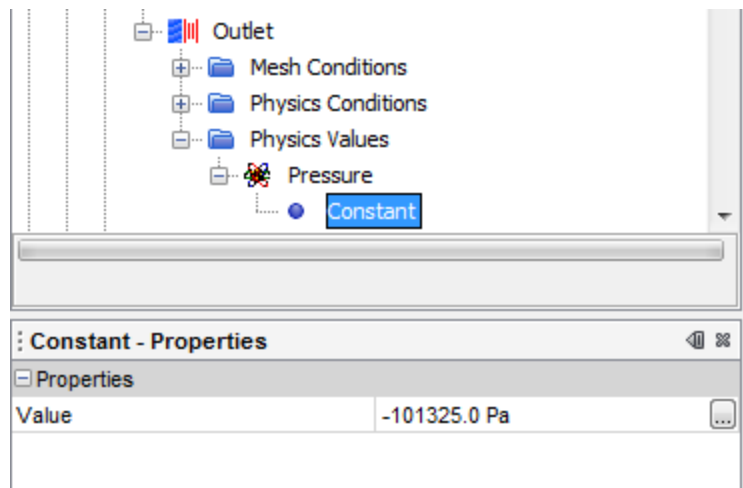 Outlet
Mesh Conditions
Physics Conditions
Physics Values
Pressure
Constant
Constant - Properties
Properties
Value -101325.0 Pa ...